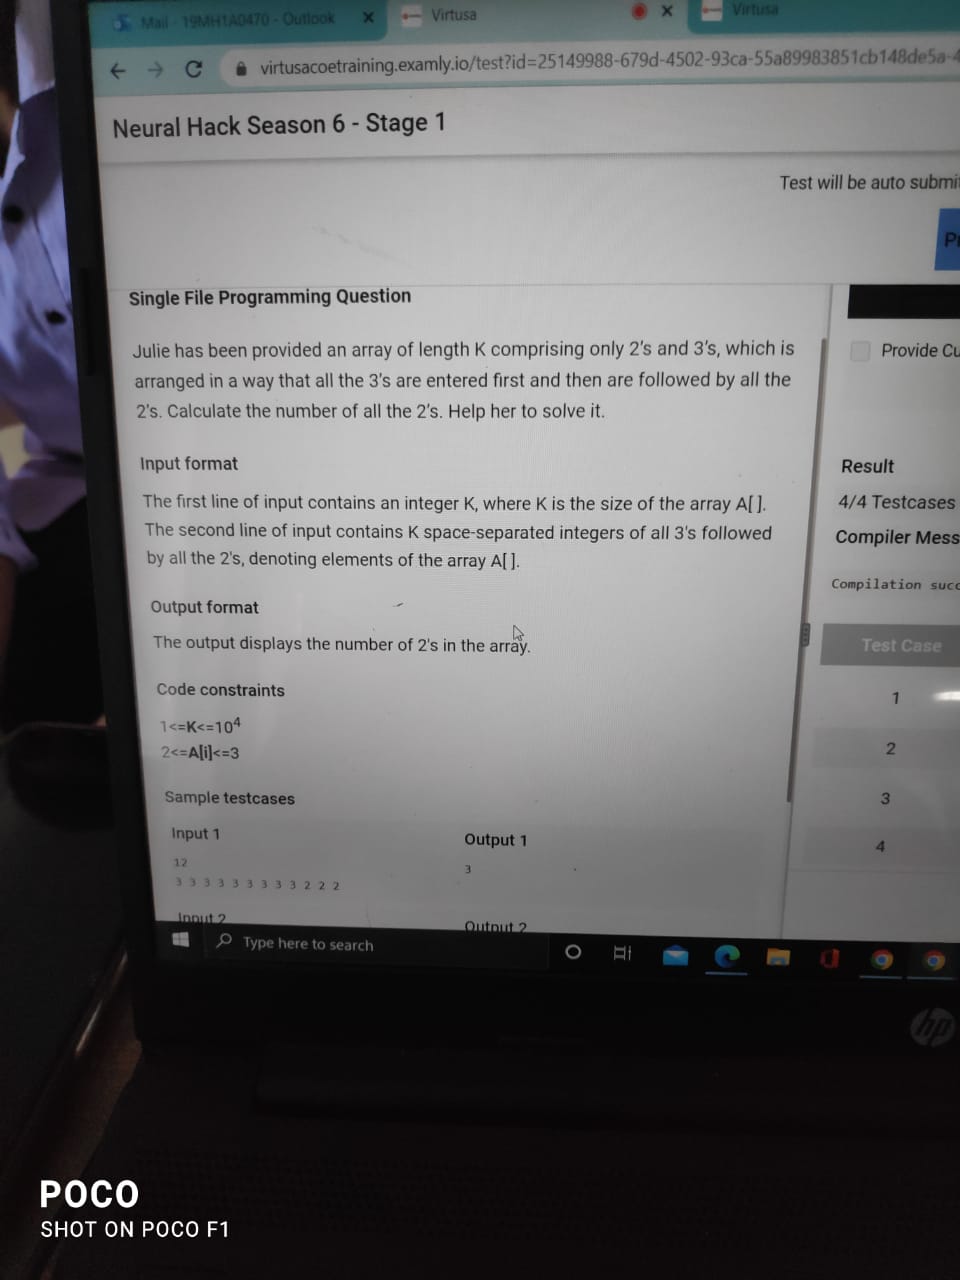 Mail - 19MH1A0470 - Outlook
Virtusa
Virtusa
virtusacoetraining.examly.io/test?id=25149988-679d-4502-93ca-55a89983851cb148de5a-4
Neural Hack Season 6 - Stage 1
Test will be auto submit
Single File Programming Question
Julie has been provided an array of length K comprising only 2's and 3's, which is
arranged in a way that all the 3's are entered first and then are followed by all the
2's. Calculate the number of all the 2's. Help her to solve it.
Input format
The first line of input contains an integer K, where K is the size of the array A[ ].
The second line of input contains K space-separated integers of all 3's followed
by all the 2's, denoting elements of the array A[ ].
Output format
The output displays the number of 2's in the array.
Code constraints
1<=K<=10⁴
2<=A[i]<=3
Sample testcases
Input 1
Output 1
12
3 3 3 3 3 3 3 3 3 2 2 2
3
Input 2
Output 2
Provide Cu
Result
4/4 Testcases
Compiler Mess
Compilation succ
Test Case
1
2
3
4
Type here to search
hp
POCO
SHOT ON POCO F1